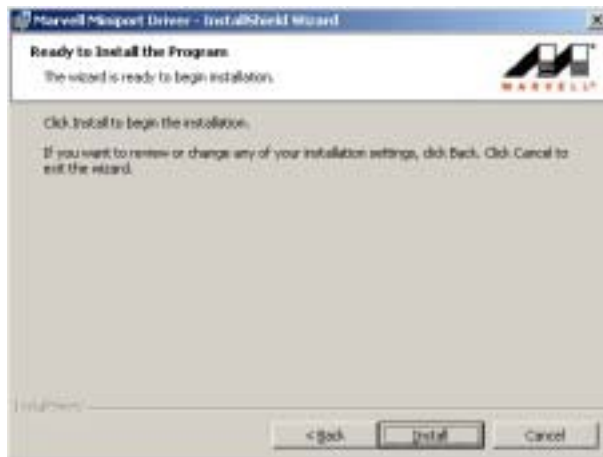 Marvell Miniport Driver - InstallShield Wizard
Ready to Install the Program
The wizard is ready to begin installation.
MARVELL®
Click Install to begin the installation.
If you want to review or change any of your installation settings, click Back. Click Cancel to
exit the wizard.
InstallShield
< Back
Install
Cancel